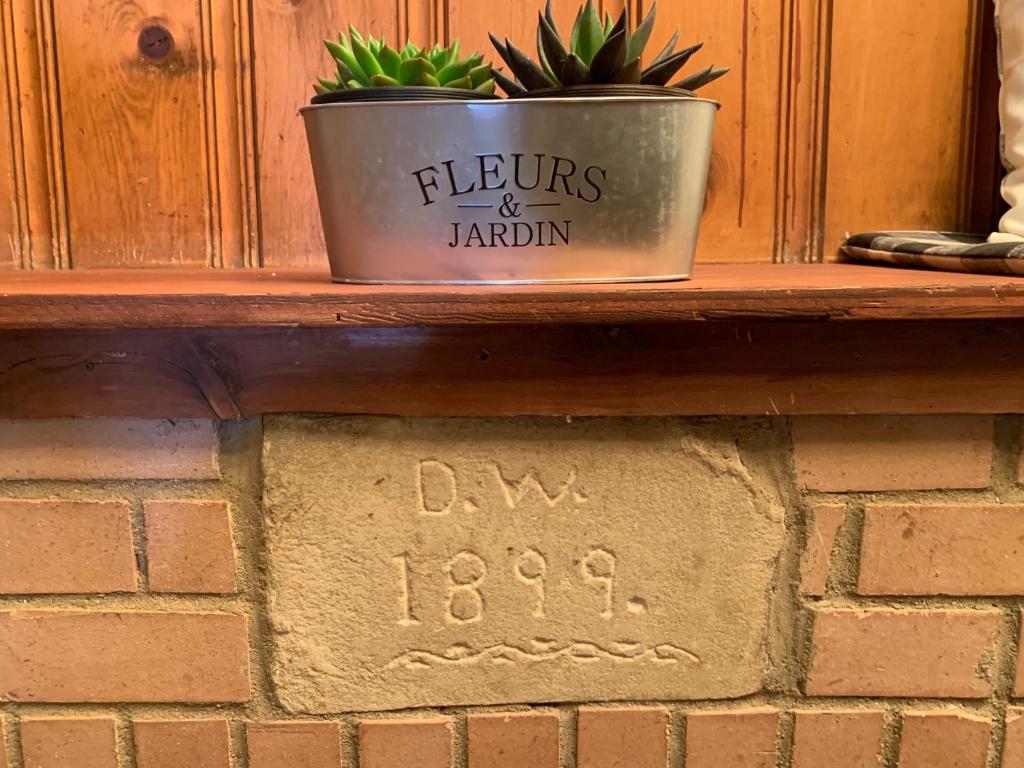 FLEURS
&
JARDIN
D.W.
1899.